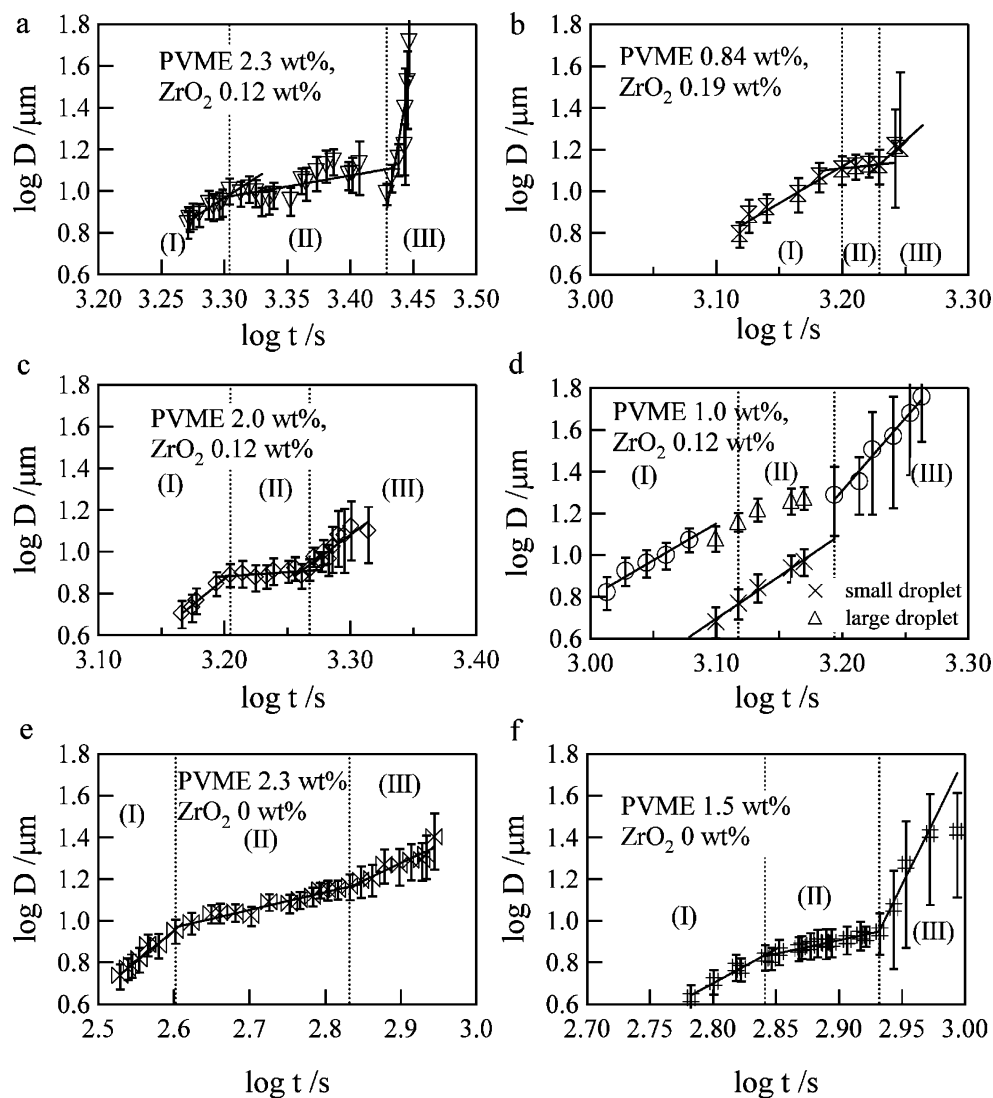 a
PVME 2.3 wt%,
ZrO2 0.12 wt%
(I)
(II)
(III)
log D /μm
1.8
1.6
1.4
1.2
1.0
0.8
0.6
3.20 3.25 3.30 3.35 3.40 3.45 3.50
log t /s
b
PVME 0.84 wt%,
ZrO2 0.19 wt%
(I)
(II)
(III)
log D /μm
1.8
1.6
1.4
1.2
1.0
0.8
0.6
3.00 3.10 3.20 3.30
log t /s
c
PVME 2.0 wt%,
ZrO2 0.12 wt%
(I)
(II)
(III)
log D /μm
1.8
1.6
1.4
1.2
1.0
0.8
0.6
3.10 3.20 3.30 3.40
log t /s
d
PVME 1.0 wt%,
ZrO2 0.12 wt%
(I)
(II)
(III)
small droplet
large droplet
log D /μm
1.8
1.6
1.4
1.2
1.0
0.8
0.6
3.00 3.10 3.20 3.30
log t /s
e
PVME 2.3 wt%
ZrO2 0 wt%
(I)
(II)
(III)
log D /μm
1.8
1.6
1.4
1.2
1.0
0.8
0.6
2.5 2.6 2.7 2.8 2.9 3.0
log t /s
f
PVME 1.5 wt%
ZrO2 0 wt%
(I)
(II)
(III)
log D /μm
1.8
1.6
1.4
1.2
1.0
0.8
0.6
2.70 2.75 2.80 2.85 2.90 2.95 3.00
log t /s